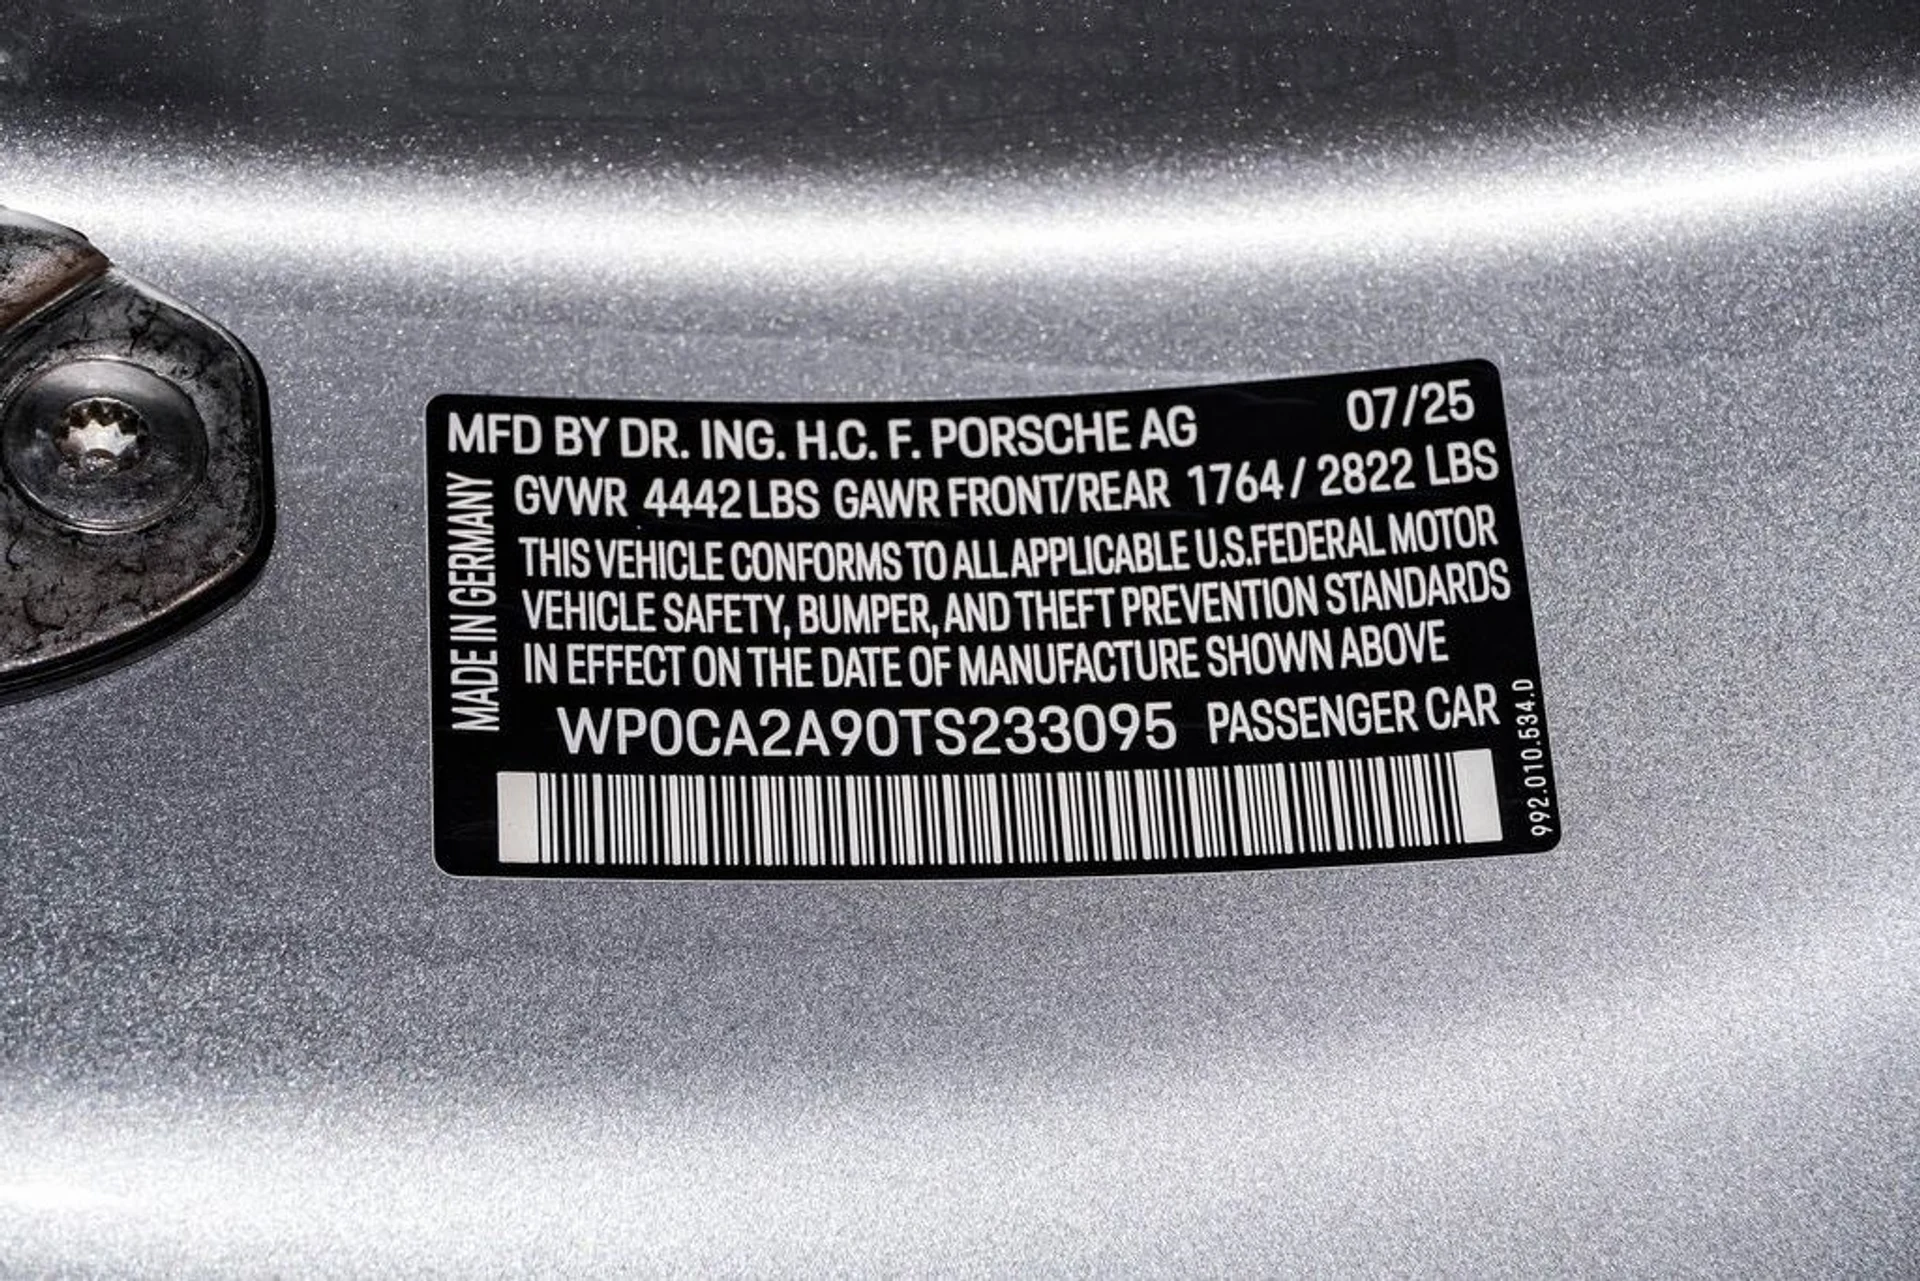 MFD BY DR. ING. H.C. F. PORSCHE AG 07/25
GVWR 4442 LBS GAWR FRONT/REAR 1764 / 2822 LBS
THIS VEHICLE CONFORMS TO ALL APPLICABLE U.S.FEDERAL MOTOR
VEHICLE SAFETY, BUMPER, AND THEFT PREVENTION STANDARDS
IN EFFECT ON THE DATE OF MANUFACTURE SHOWN ABOVE
WP0CA2A90TS233095 PASSENGER CAR
MADE IN GERMANY
992.010.534.D